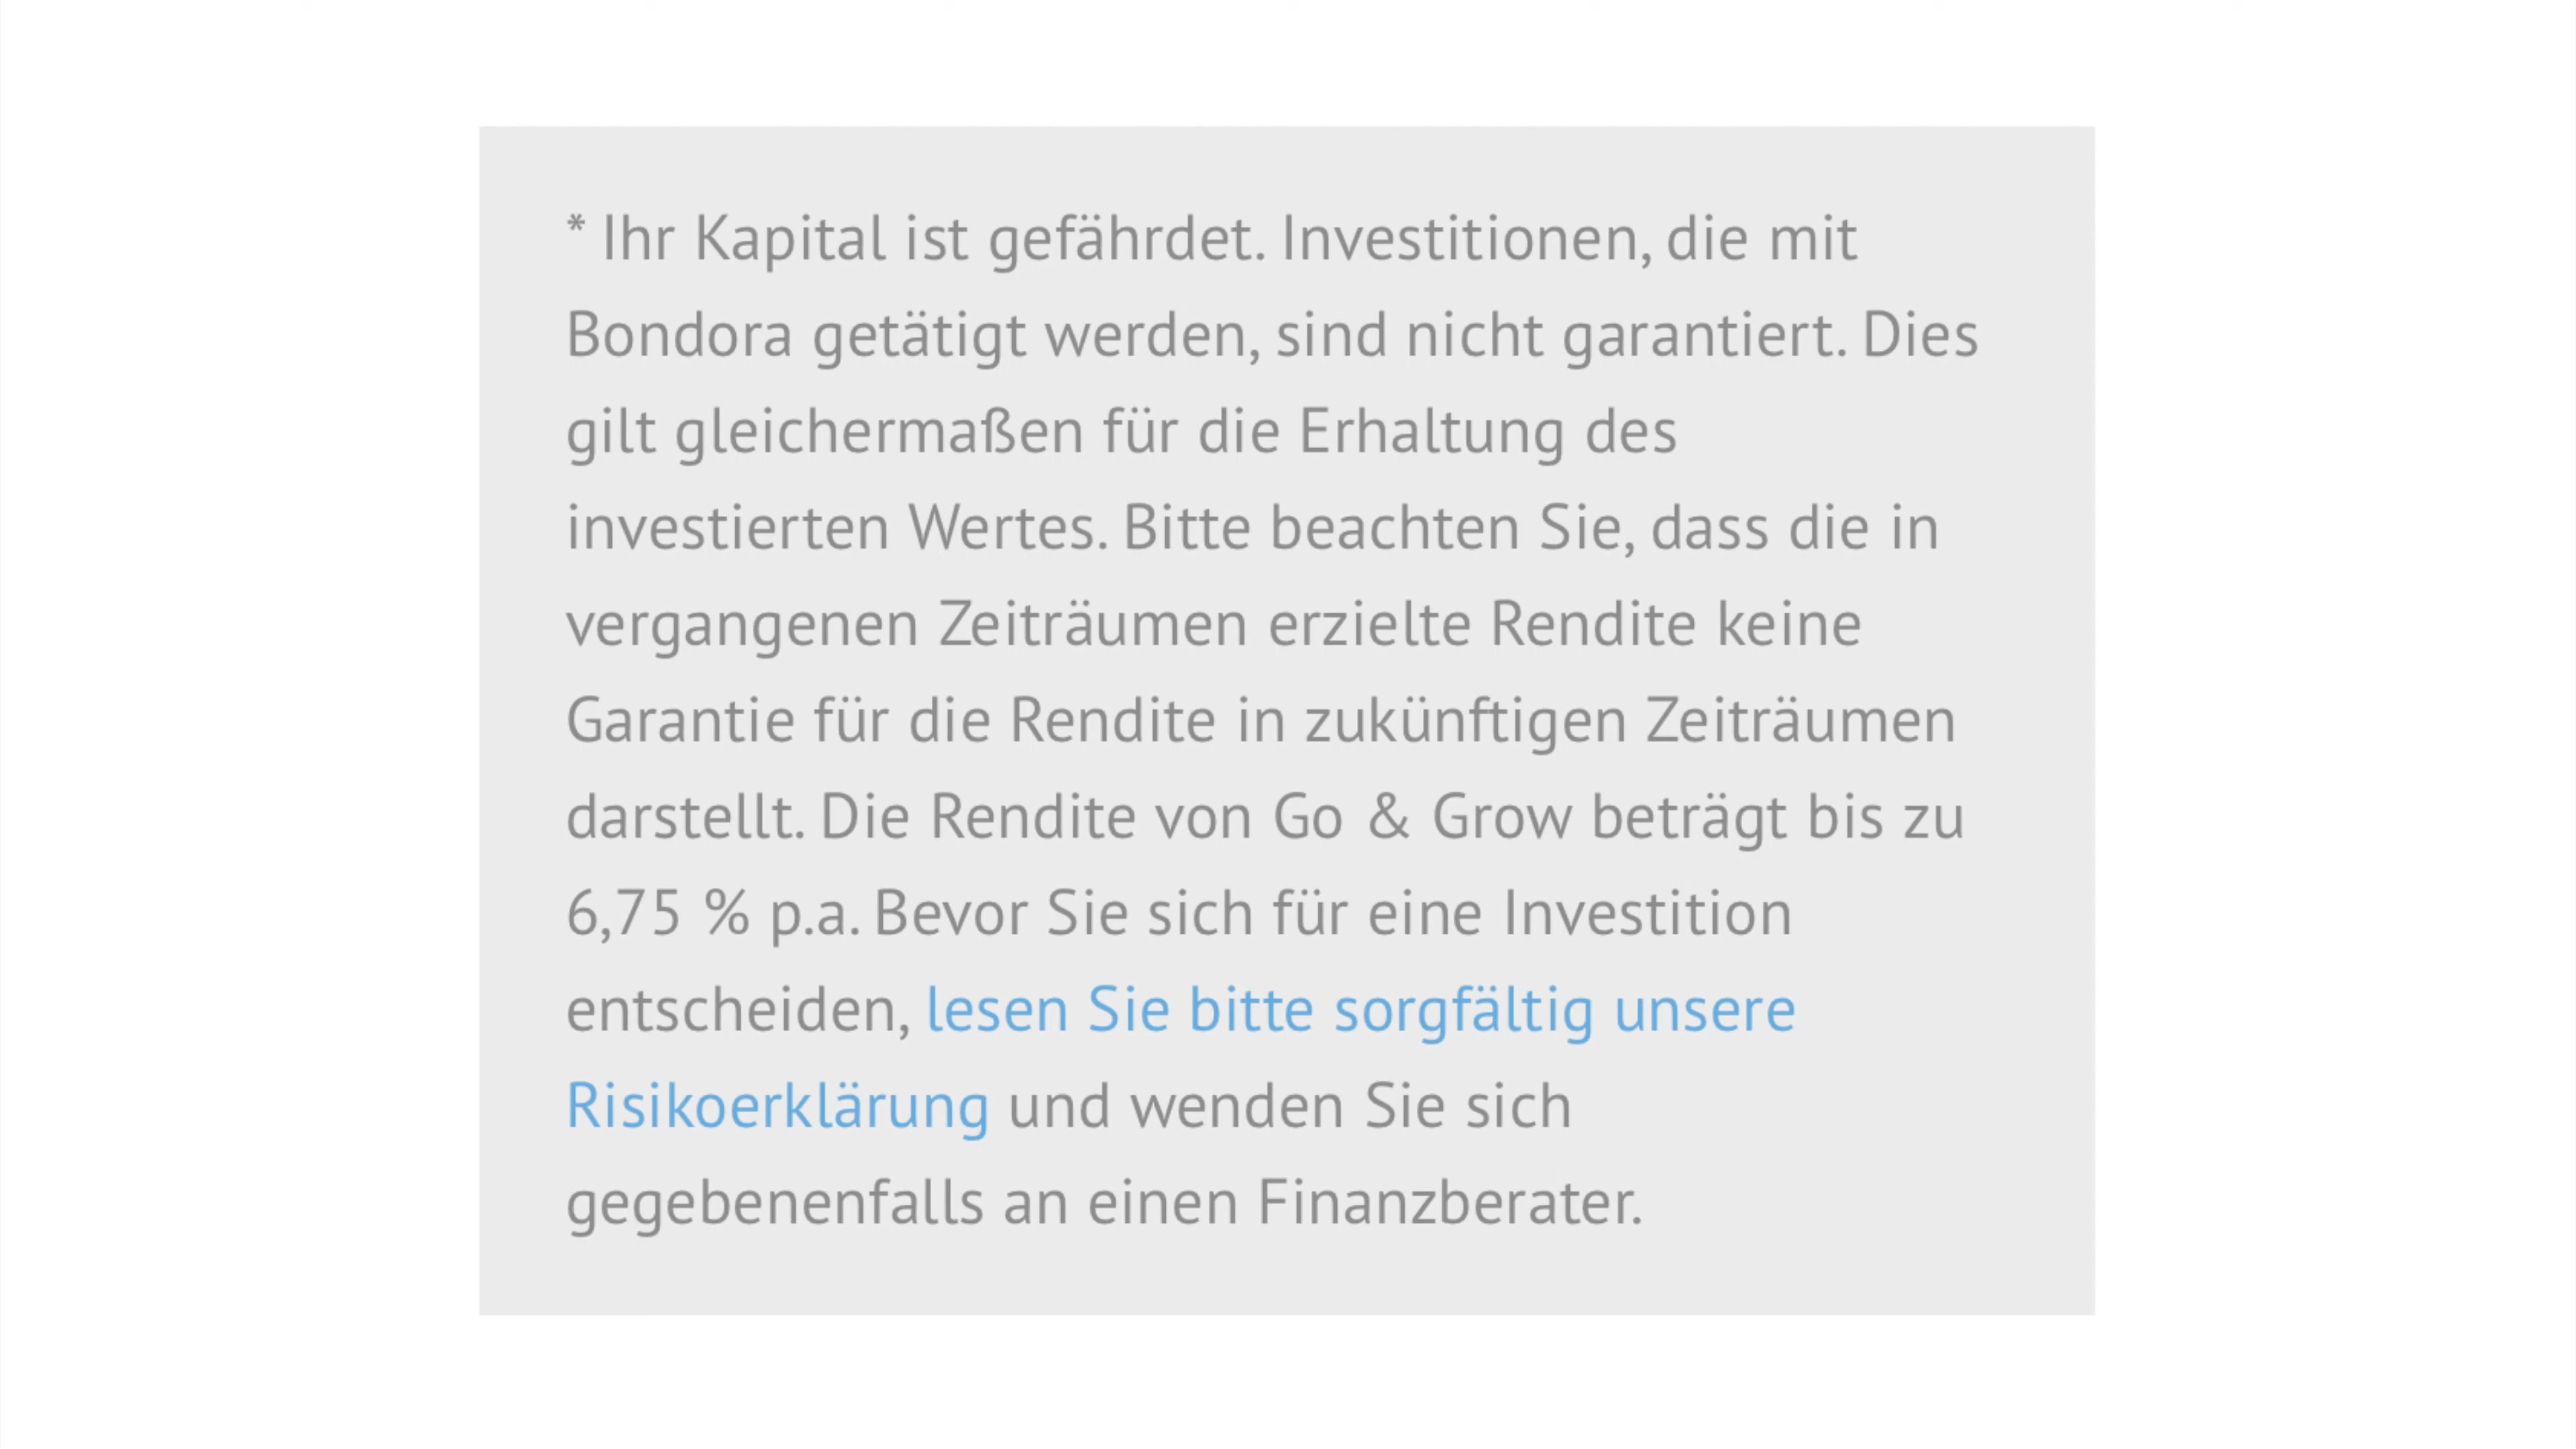 * Ihr Kapital ist gefährdet. Investitionen, die mit
Bondora getätigt werden, sind nicht garantiert. Dies
gilt gleichermaßen für die Erhaltung des
investierten Wertes. Bitte beachten Sie, dass die in
vergangenen Zeiträumen erzielte Rendite keine
Garantie für die Rendite in zukünftigen Zeiträumen
darstellt. Die Rendite von Go & Grow beträgt bis zu
6,75 % p.a. Bevor Sie sich für eine Investition
entscheiden, lesen Sie bitte sorgfältig unsere
Risikoerklärung und wenden Sie sich
gegebenenfalls an einen Finanzberater.